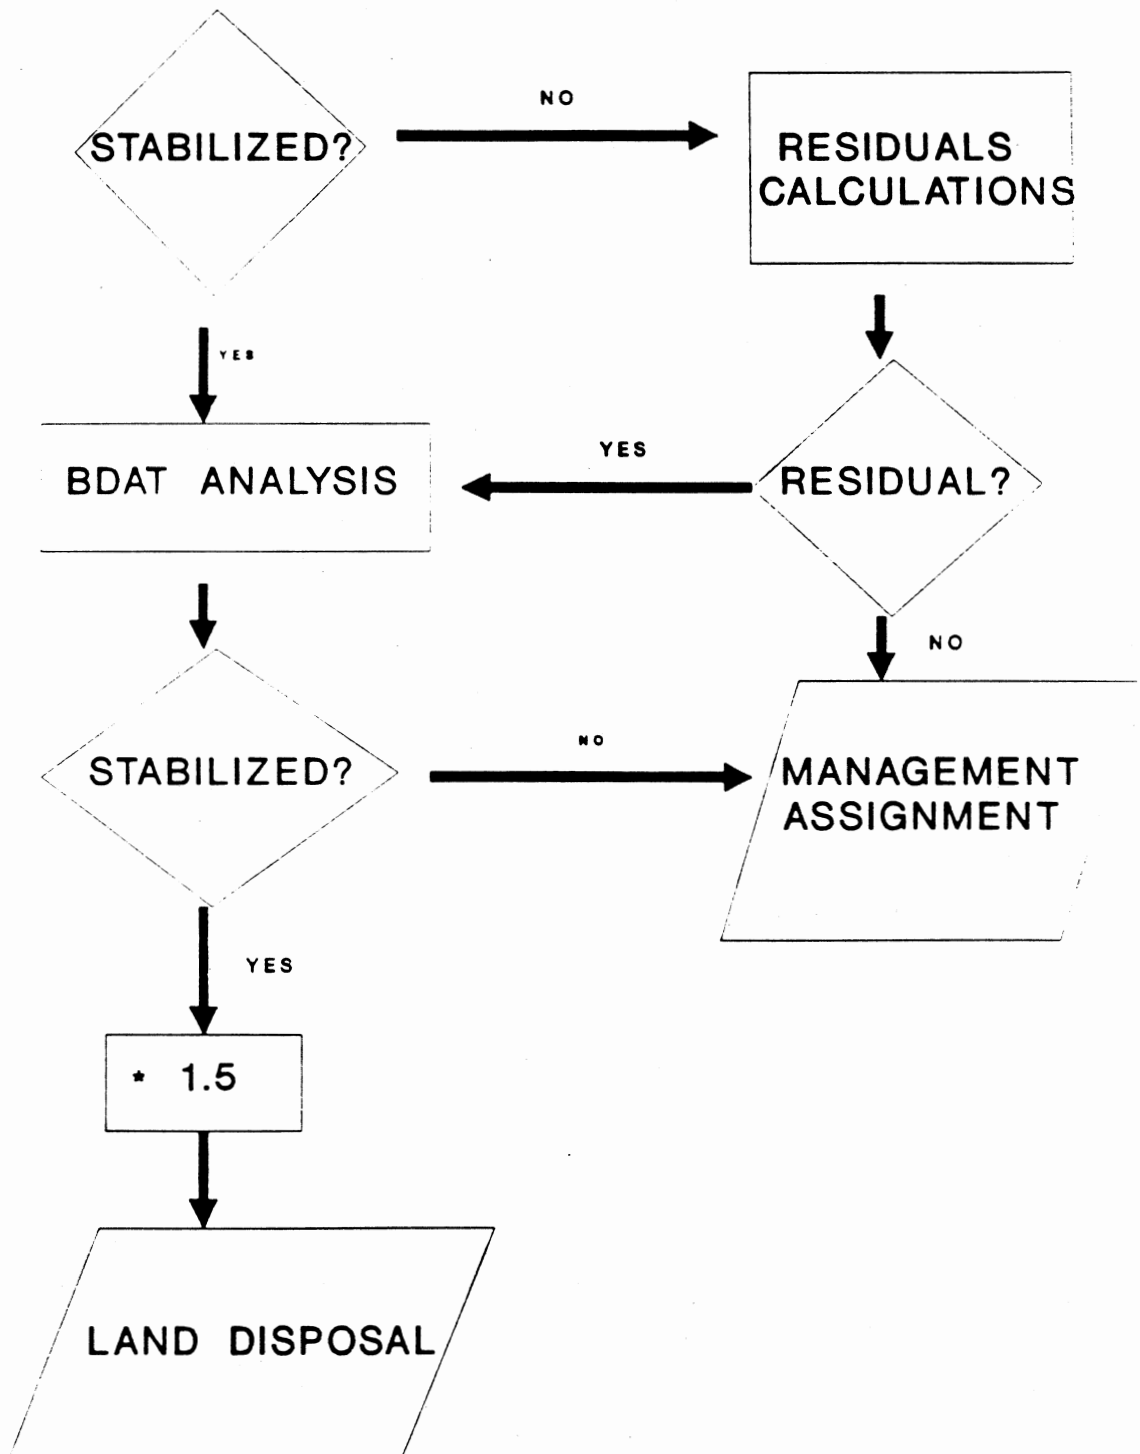 STABILIZED?
NO
RESIDUALS
CALCULATIONS
YES
BDAT ANALYSIS
YES
RESIDUAL?
NO
STABILIZED?
NO
MANAGEMENT
ASSIGNMENT
YES
* 1.5
LAND DISPOSAL